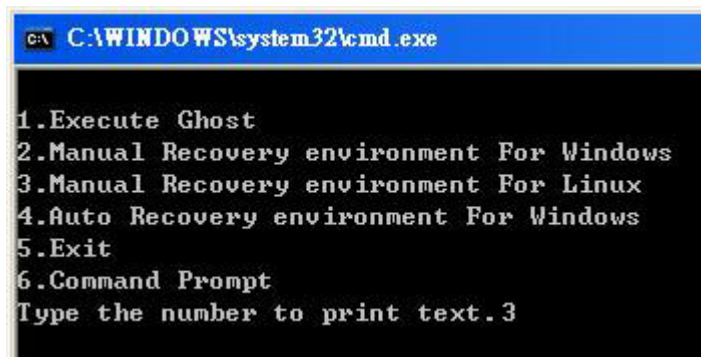 C:\WINDOWS\system32\cmd.exe
1.Execute Ghost
2.Manual Recovery environment For Windows
3.Manual Recovery environment For Linux
4.Auto Recovery environment For Windows
5.Exit
6.Command Prompt
Type the number to print text.3